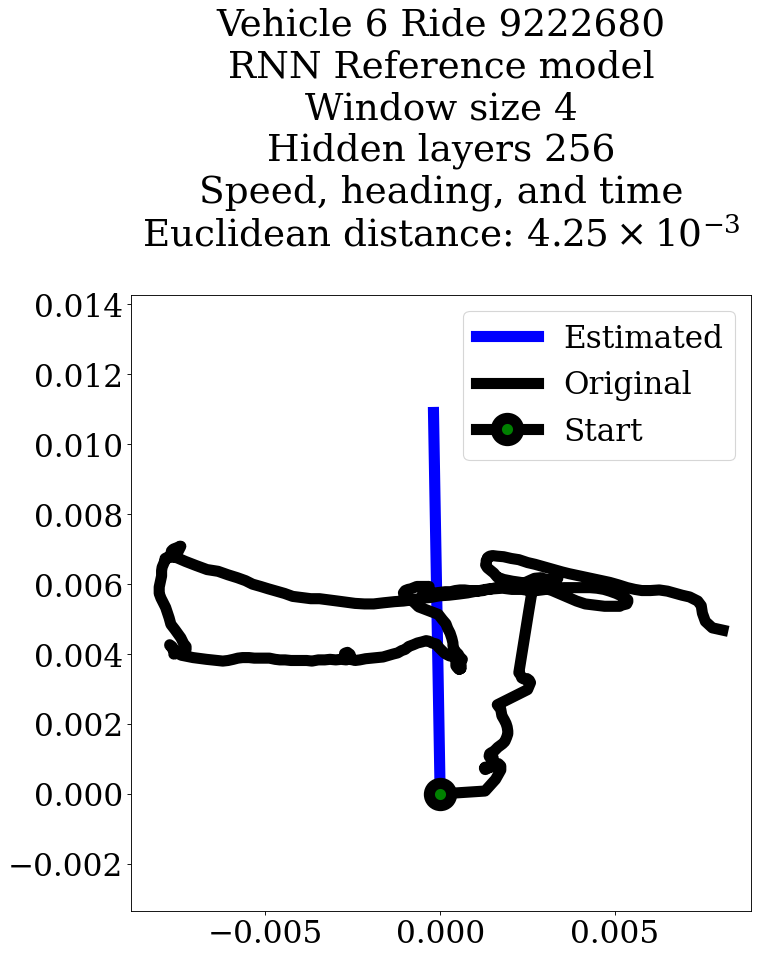 Vehicle 6 Ride 9222680
RNN Reference model
Window size 4
Hidden layers 256
Speed, heading, and time
Euclidean distance: 4.25 × 10⁻³
0.014
0.012
0.010
0.008
0.006
0.004
0.002
0.000
−0.002
Estimated
Original
Start
−0.005
0.000
0.005